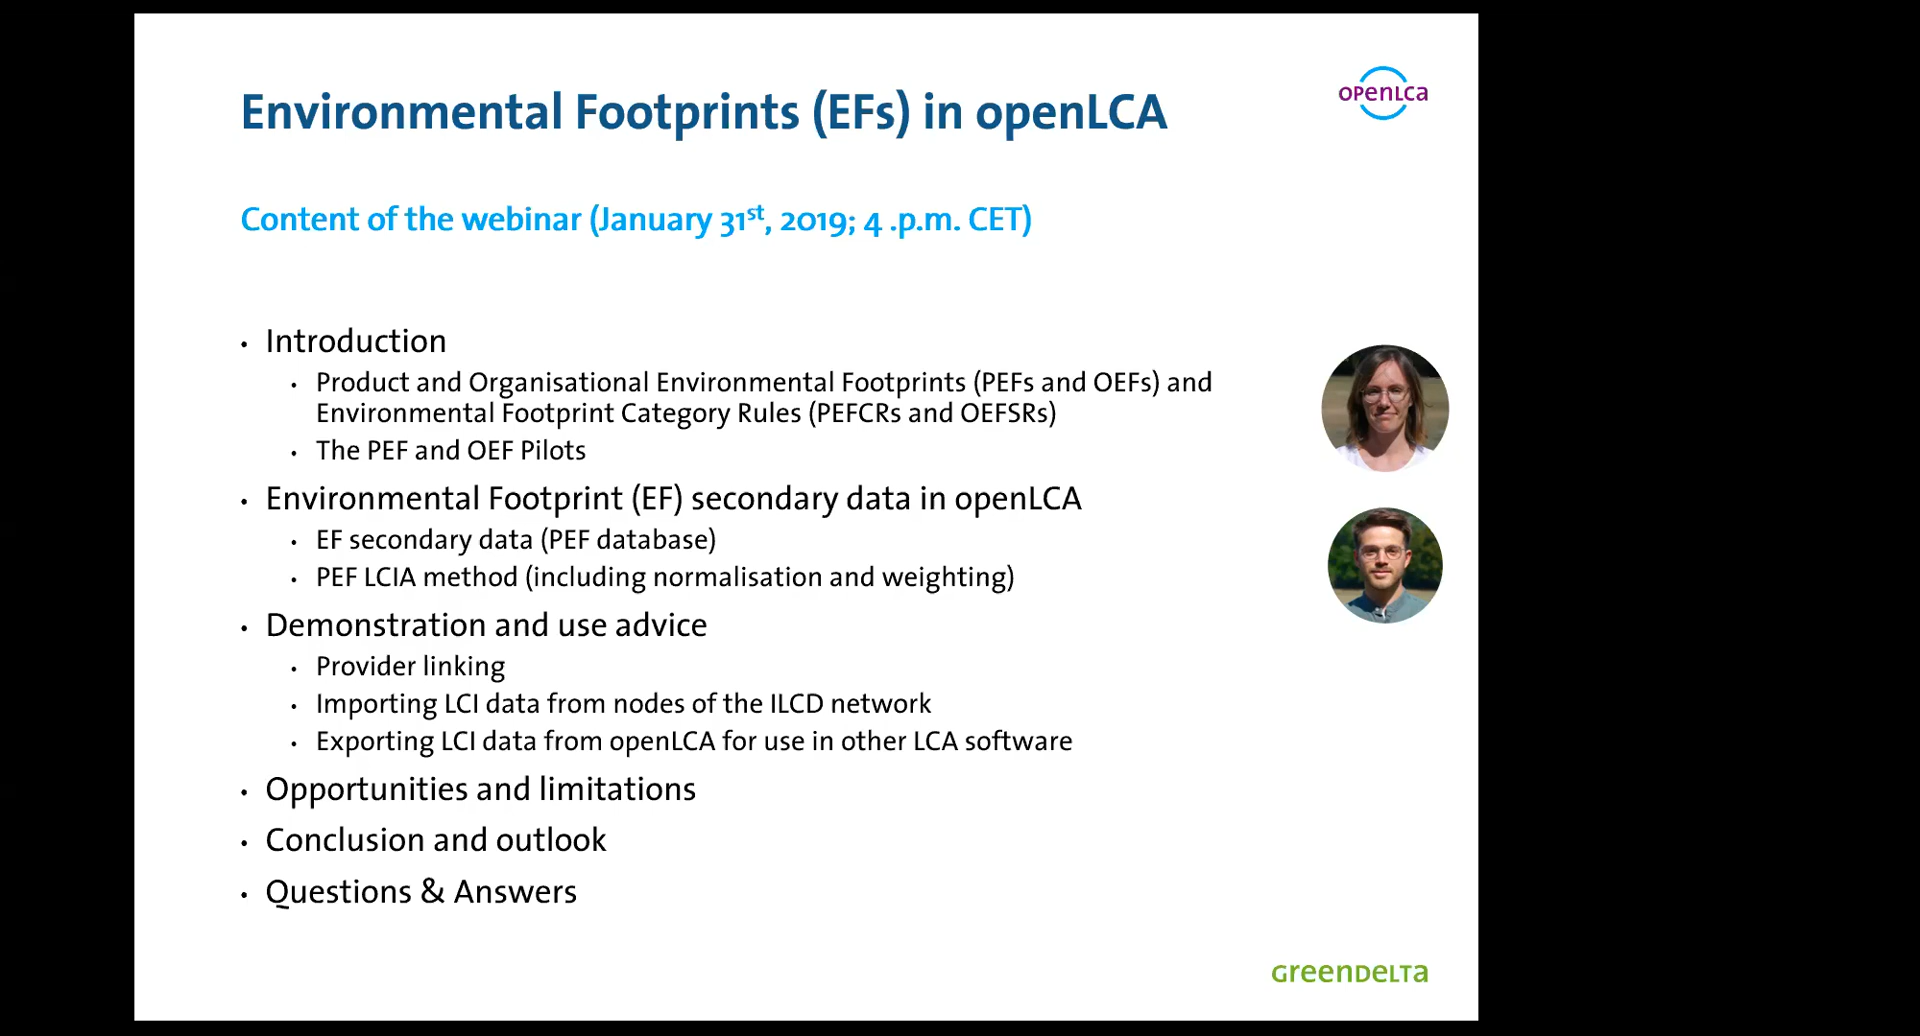 Environmental Footprints (EFs) in openLCA
openLCa
Content of the webinar (January 31st, 2019; 4 .p.m. CET)
• Introduction
• Product and Organisational Environmental Footprints (PEFs and OEFs) and
Environmental Footprint Category Rules (PEFCRs and OEFSRs)
• The PEF and OEF Pilots
• Environmental Footprint (EF) secondary data in openLCA
• EF secondary data (PEF database)
• PEF LCIA method (including normalisation and weighting)
• Demonstration and use advice
• Provider linking
• Importing LCI data from nodes of the ILCD network
• Exporting LCI data from openLCA for use in other LCA software
• Opportunities and limitations
• Conclusion and outlook
• Questions & Answers
GreenDeLTa